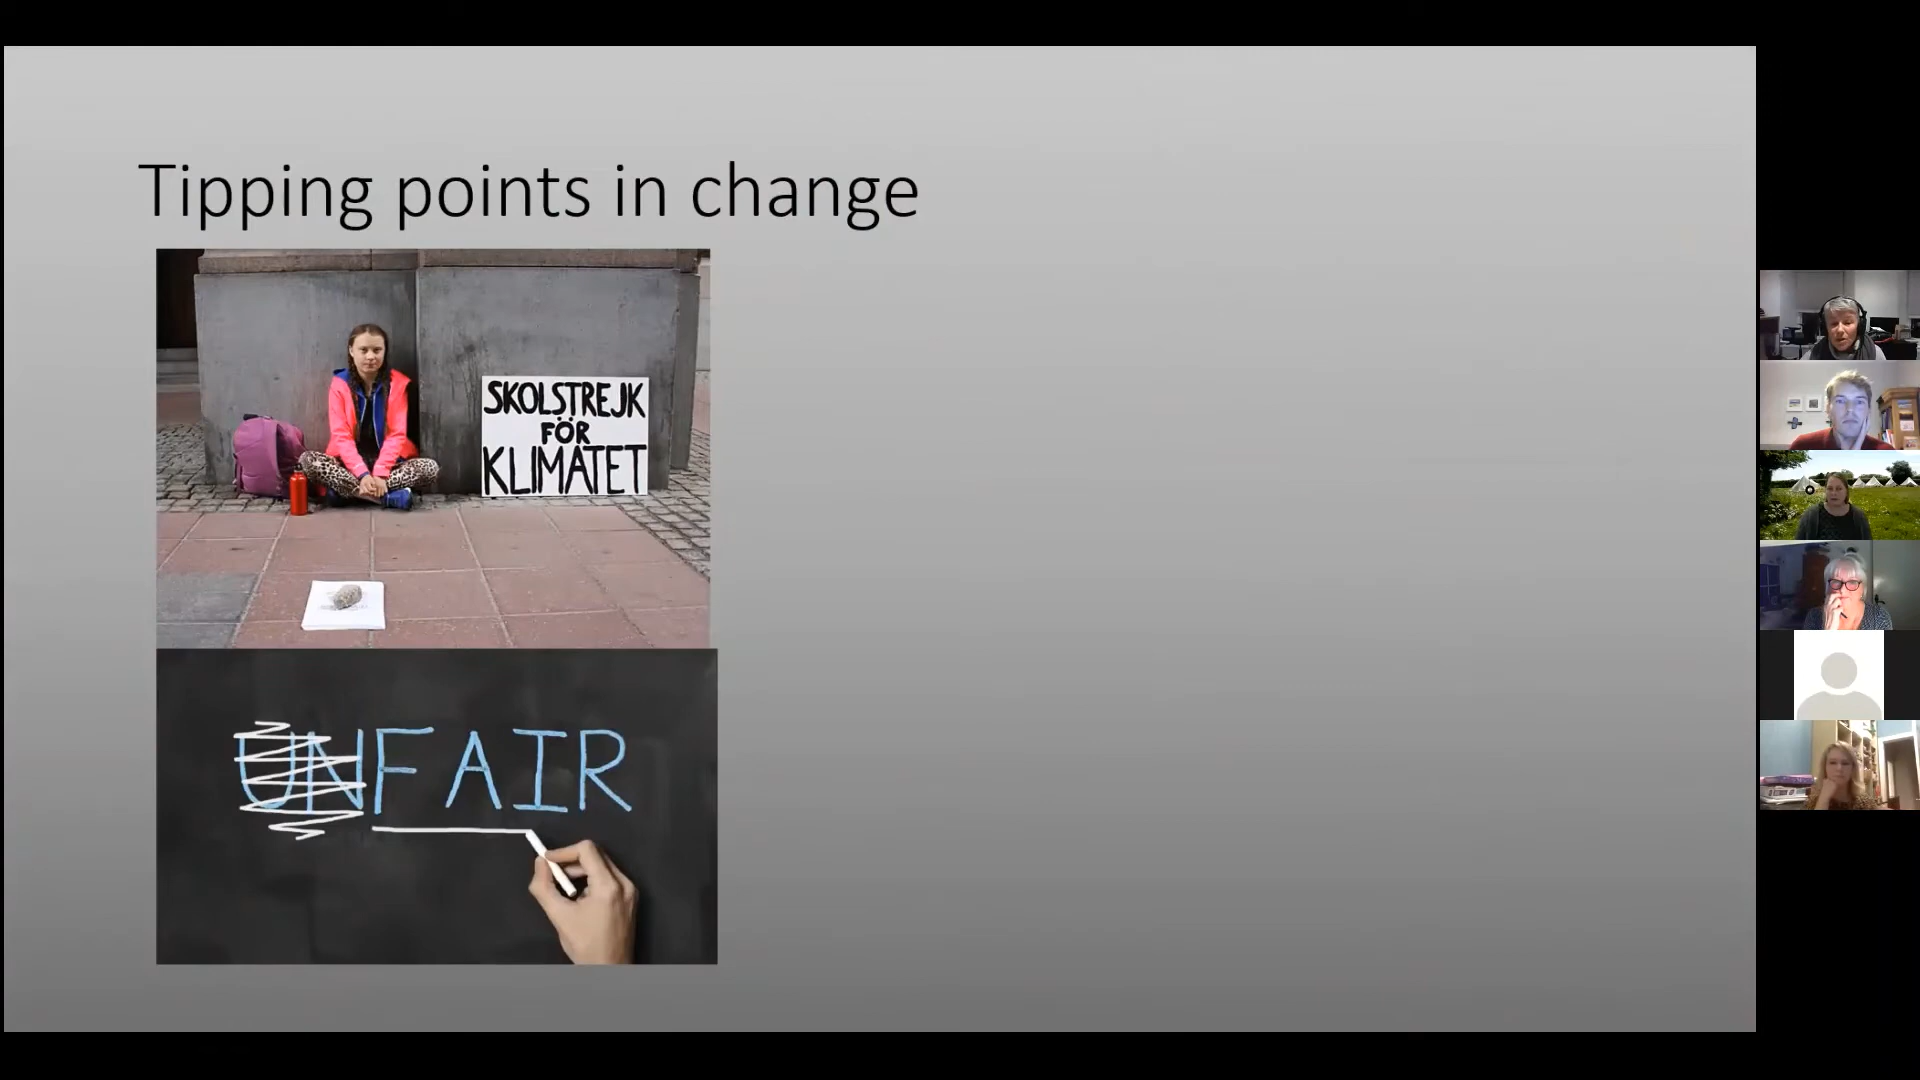 Tipping points in change
SKOLSTREJK
FÖR
KLIMATET
UNFAIR